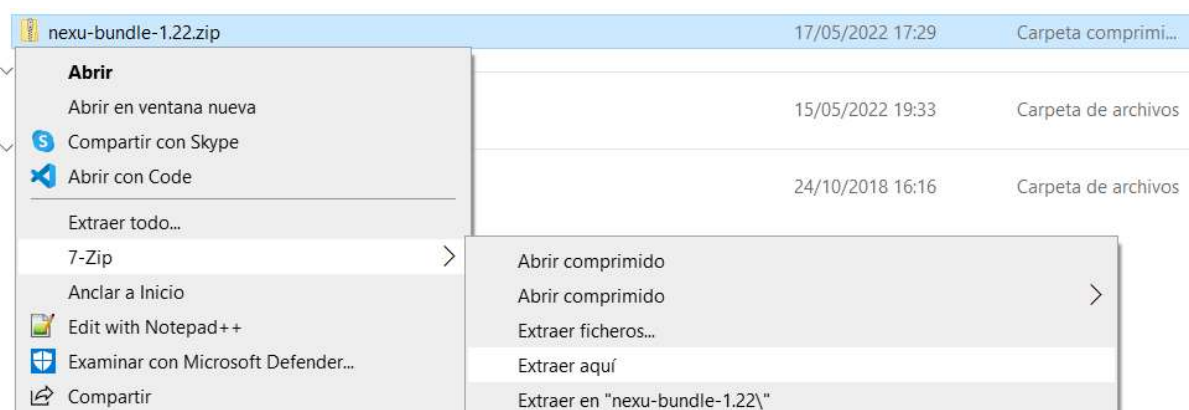 nexu-bundle-1.22.zip 17/05/2022 17:29 Carpeta comprimi...
Abrir
Abrir en ventana nueva 15/05/2022 19:33 Carpeta de archivos
Compartir con Skype
Abrir con Code 24/10/2018 16:16 Carpeta de archivos
Extraer todo...
7-Zip
Anclar a Inicio
Edit with Notepad++
Examinar con Microsoft Defender...
Compartir
Abrir comprimido
Abrir comprimido
Extraer ficheros...
Extraer aquí
Extraer en "nexu-bundle-1.22\"